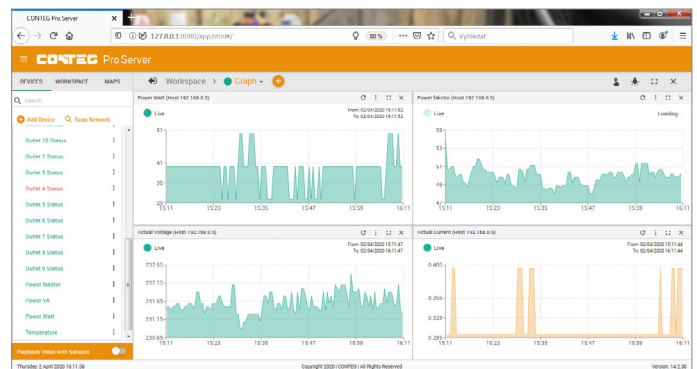 CONTEG Pro Server
127.0.0.1:8080/app.html#/
80 %
Vyhledat
CONTEG Pro Server
DEVICES WORKSPACE MAPS
Workspace > Graph
Search
Add Device Scan Network
Outlet 10 Status
Outlet 2 Status
Outlet 3 Status
Outlet 4 Status
Outlet 5 Status
Outlet 6 Status
Outlet 7 Status
Outlet 8 Status
Outlet 9 Status
Power faktor
Power VA
Power Watt
Temperature
Playback Video with Sensors
Power Watt (Host 192.168.0.5)
Live
From: 02/04/2020 15:11:52
To: 02/04/2020 16:11:52
51
41
35
29
15:11 15:23 15:35 15:47 15:59 16:11
Power faktor (Host 192.168.0.5)
Live
Loading...
55
53
51
49
47
15:11 15:23 15:35 15:47 15:59 16:11
Actual Voltage (Host 192.168.0.5)
Live
From: 02/04/2020 15:11:47
To: 02/04/2020 16:11:47
232.65
232.15
231.65
231.15
230.65
15:11 15:23 15:35 15:47 15:59 16:11
Actual Current (Host 192.168.0.5)
Live
From: 02/04/2020 15:11:44
To: 02/04/2020 16:11:44
0.405
0.355
0.325
0.295
15:11 15:23 15:35 15:47 15:59 16:11
Thursday, 2 April 2020 16:11:58
Copyright 2020 | CONTEG | All Rights Reserved
Version: 14.2.30